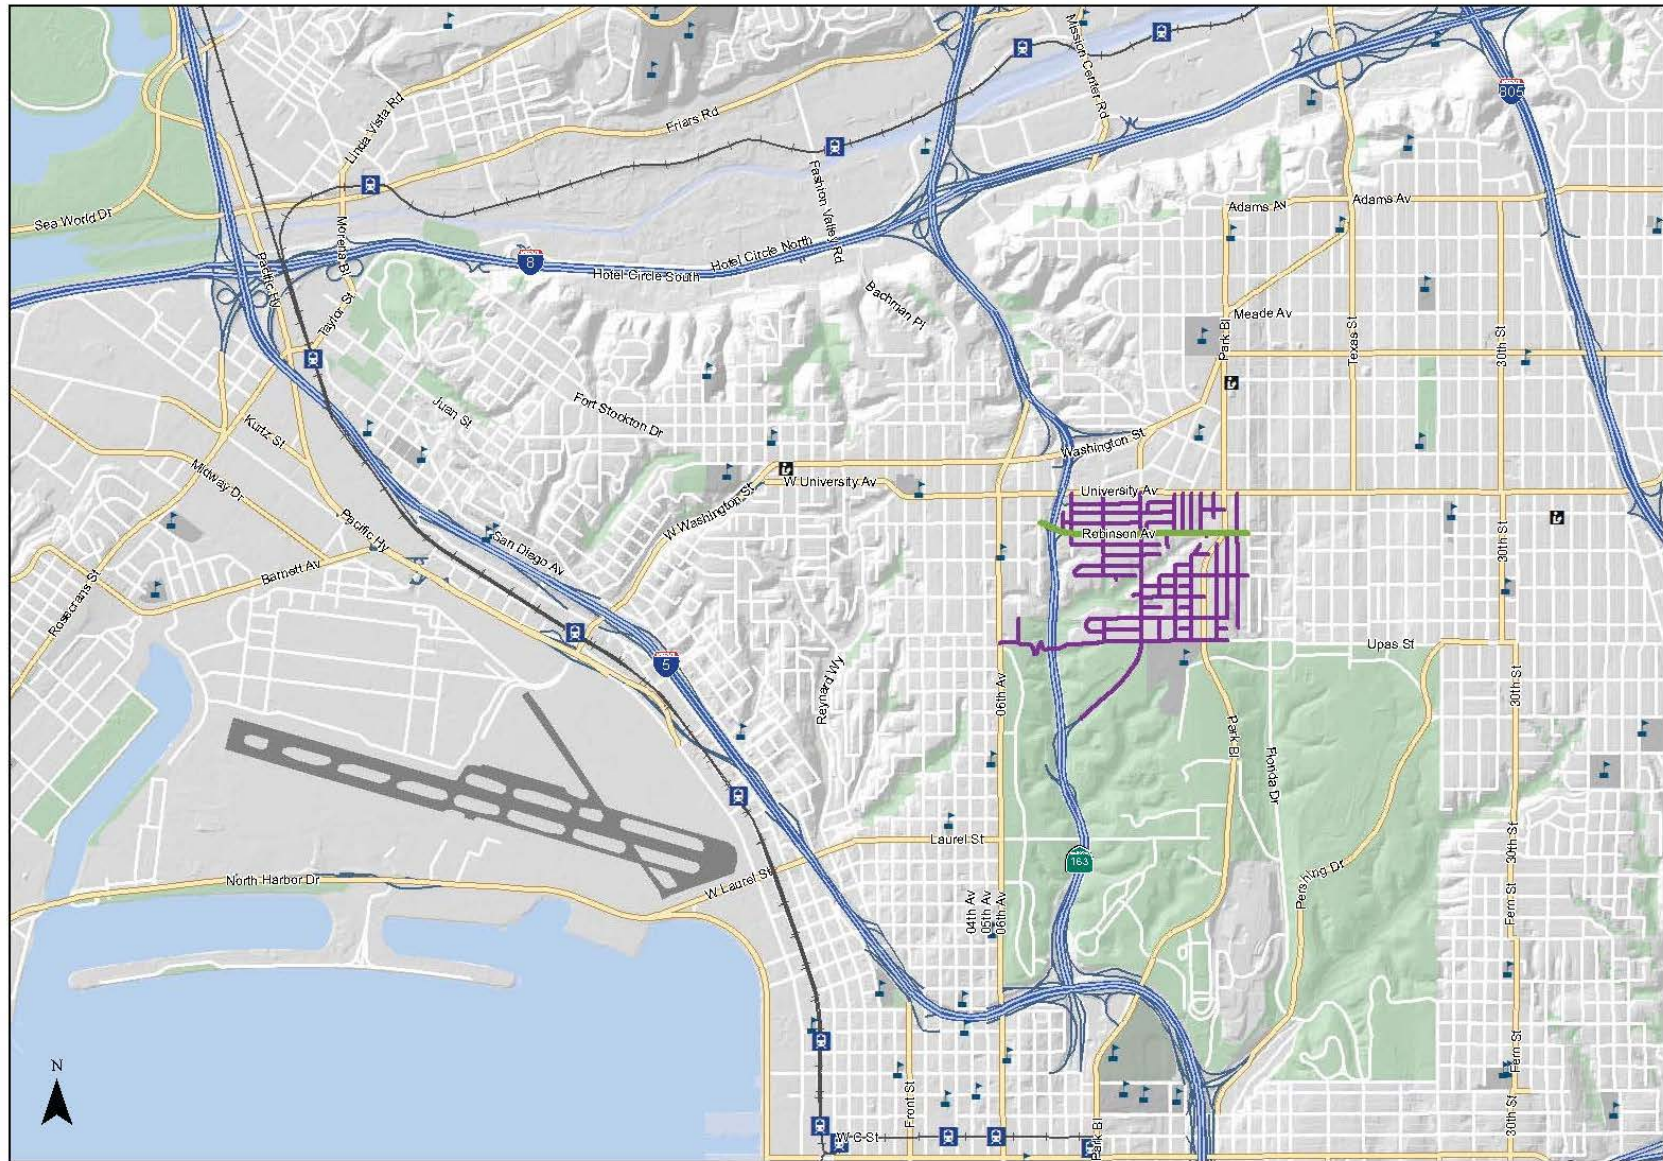 Mission Center Rd
Linda Vista Rd
Friars Rd
805
Fashion Valley Rd
Sea World Dr
Morena Bl
Adams Av
Adams Av
Pacific Hy
8
Hotel Circle South
Hotel Circle North
Bachman Pl
Taylor St
Meade Av
Park Bl
Texas St
30th St
Juan St
Fort Stockton Dr
Kurtz St
Midway Dr
Washington St
W University Av
University Av
W Washington St
Pacific Hy
San Diego Av
Robinson Av
30th St
Barnett Av
Rosecrans St
Upas St
5
Reynard Wy
06th Av
30th St
Park Bl
Florida Dr
Laurel St
163
30th St
North Harbor Dr
W Laurel St
Pershing Dr
Fern St
04th Av
05th Av
06th Av
N
Front St
Fern St
W C St
Park Bl
30th St